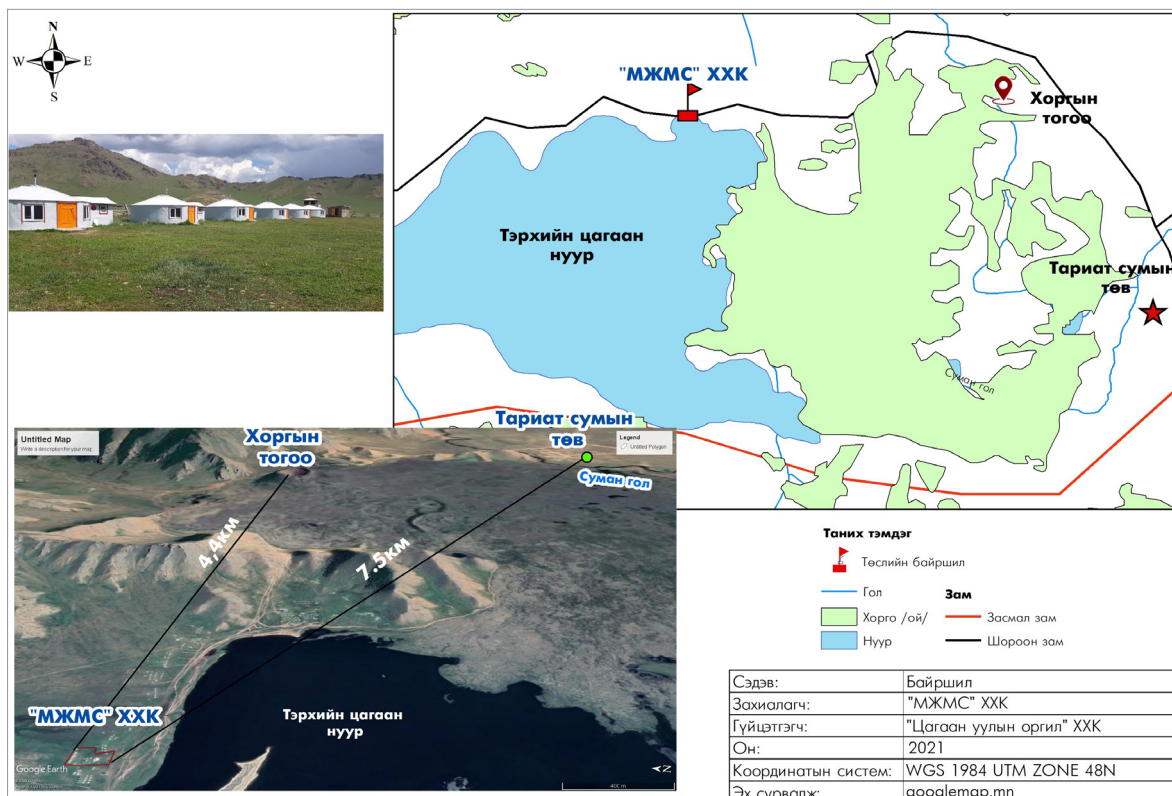 N
W
E
S
"МЖМС" ХХК
Хоргын
тогоо
Тэрхийн цагаан
нуур
Тариат сумын
төв
Суман гол
Untitled Map
Write a description for your map.
Legend
Untitled Polygon
Хоргын
тогоо
Тариат сумын
төв
Суман гол
4,4км
7.5км
"МЖМС" ХХК
Тэрхийн цагаан
нуур
Google Earth
400 m
N
Таних тэмдэг
Төслийн байршил
Гол
Зам
Хорго /ой/
Засмал зам
Нуур
Шороон зам
Сэдэв: Байршил
Захиалагч: "МЖМС" ХХК
Гүйцэтгэгч: "Цагаан уулын оргил" ХХК
Он: 2021
Координатын систем: WGS 1984 UTM ZONE 48N
Эх сурвалж: googlemap.mn